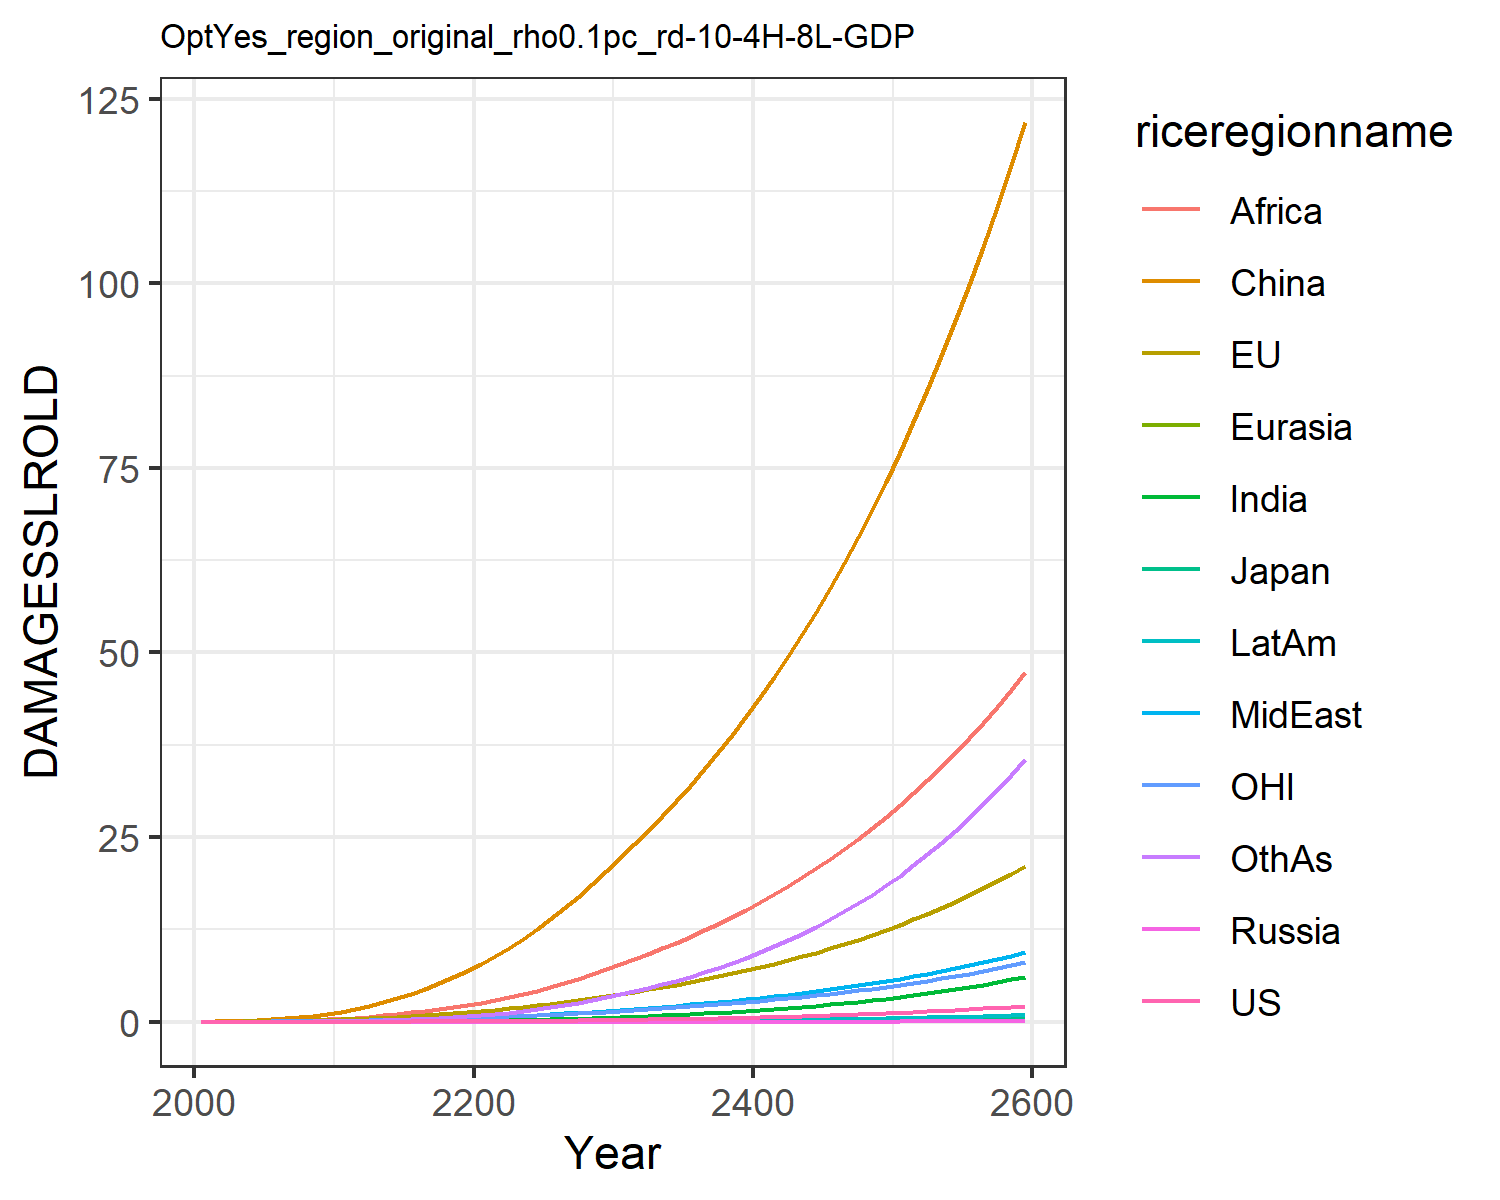 OptYes_region_original_rho0.1pc_rd-10-4H-8L-GDP
125
100
75
50
25
0
DAMAGESSLROLD
2000 2200 2400 2600
Year
riceregionname
Africa
China
EU
Eurasia
India
Japan
LatAm
MidEast
OHI
OthAs
Russia
US